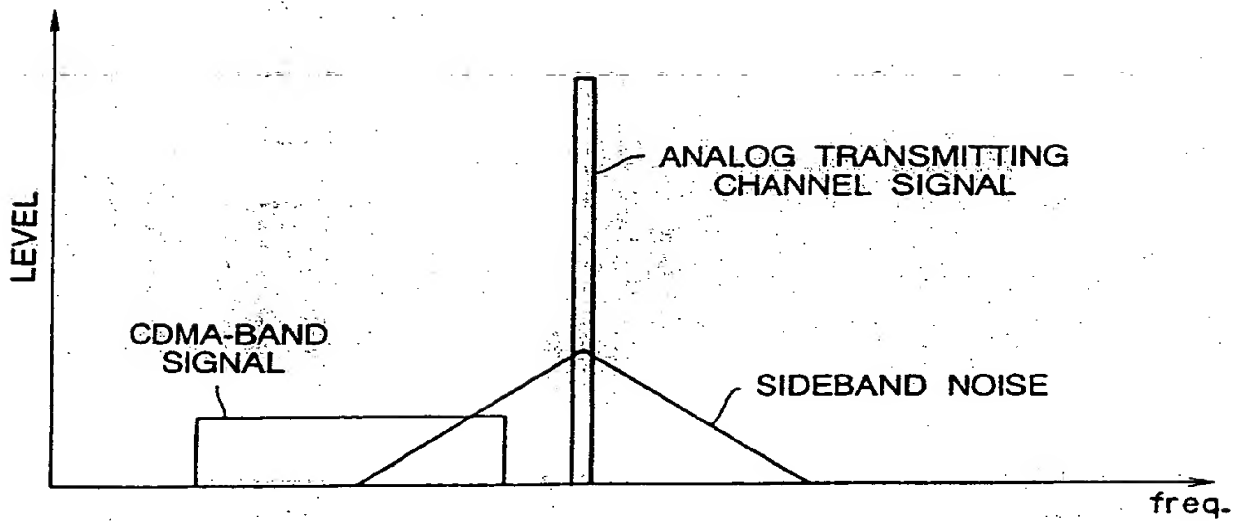 ANALOG TRANSMITTING
CHANNEL SIGNAL
LEVEL
CDMA-BAND
SIGNAL
SIDEBAND NOISE
freq.